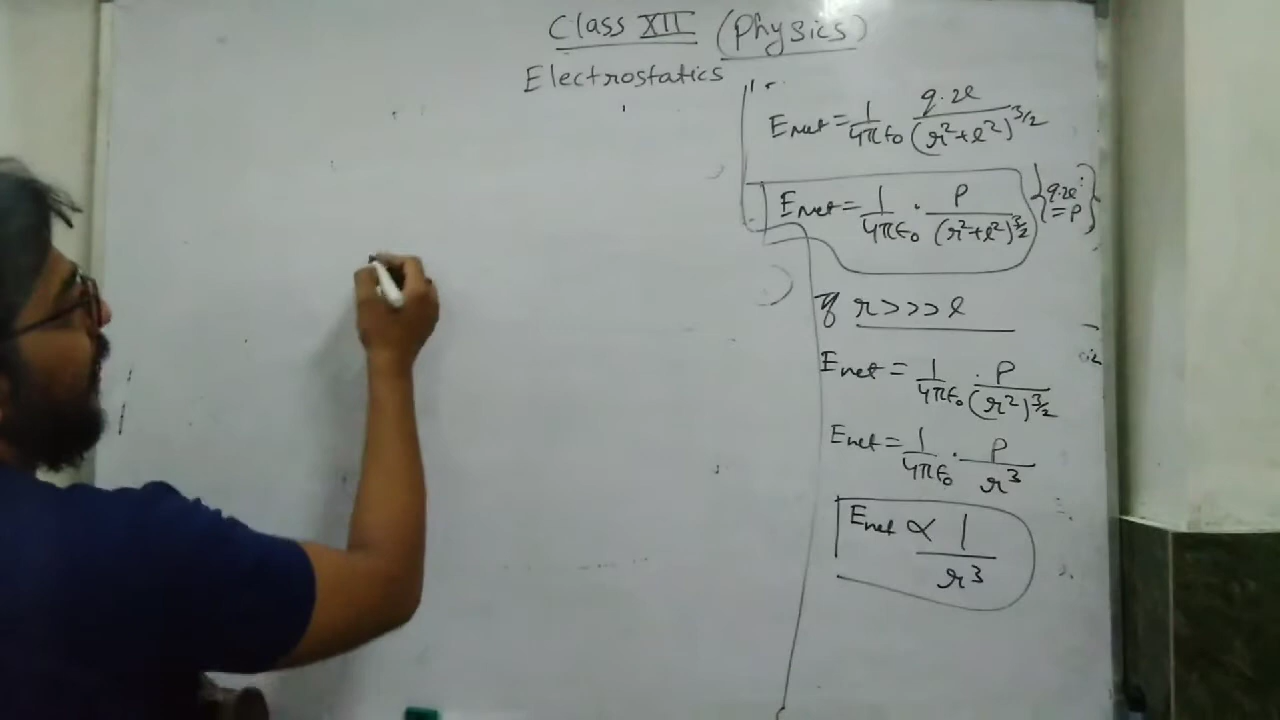 Class XII (Physics)
Electrostatics
Enet = 1/4πϵ0 q.2l/(r²+l²)^3/2
Enet = 1/4πϵ0 . P/(r²+l²)^3/2 {q.2l = P}
If r>>>l
Enet = 1/4πϵ0 . P/(r²)^3/2
Enet = 1/4πϵ0 . P/r³
Enet ∝ 1/r³